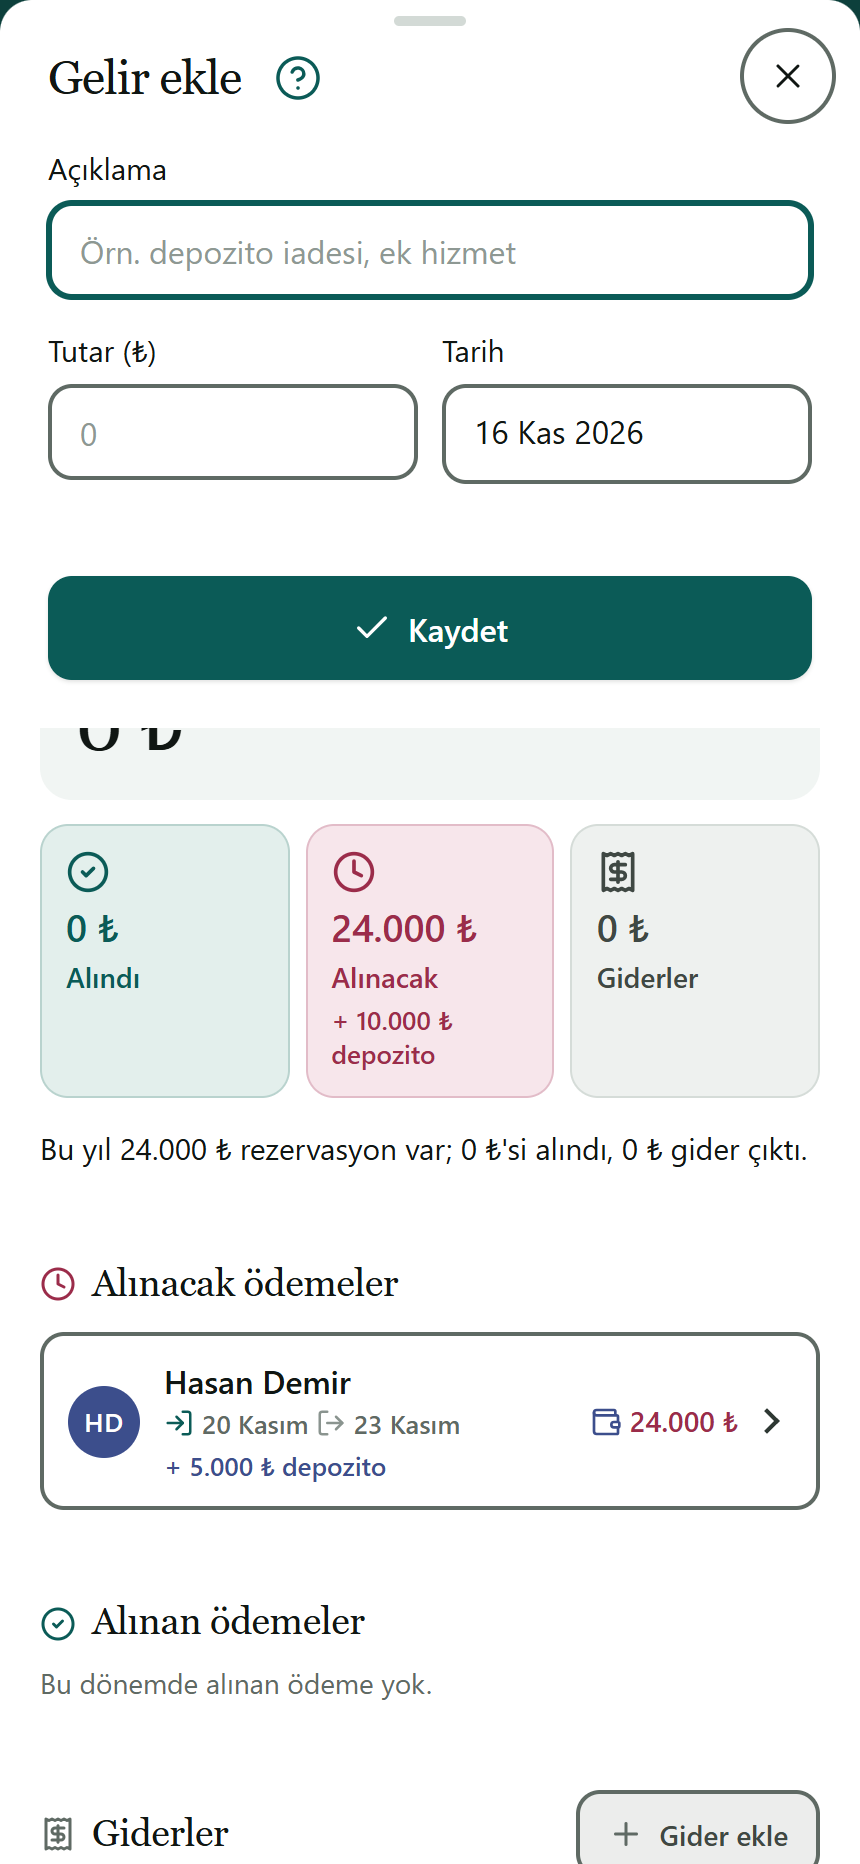 Gelir ekle
Açıklama
Örn. depozito iadesi, ek hizmet
Tutar (₺) Tarih
0 16 Kas 2026
Kaydet
0 ₺
0 ₺ 24.000 ₺ 0 ₺
Alındı Alınacak Giderler
+ 10.000 ₺
depozito
Bu yıl 24.000 ₺ rezervasyon var; 0 ₺'si alındı, 0 ₺ gider çıktı.
Alınacak ödemeler
Hasan Demir
HD 20 Kasım 23 Kasım 24.000 ₺
+ 5.000 ₺ depozito
Alınan ödemeler
Bu dönemde alınan ödeme yok.
Giderler Gider ekle